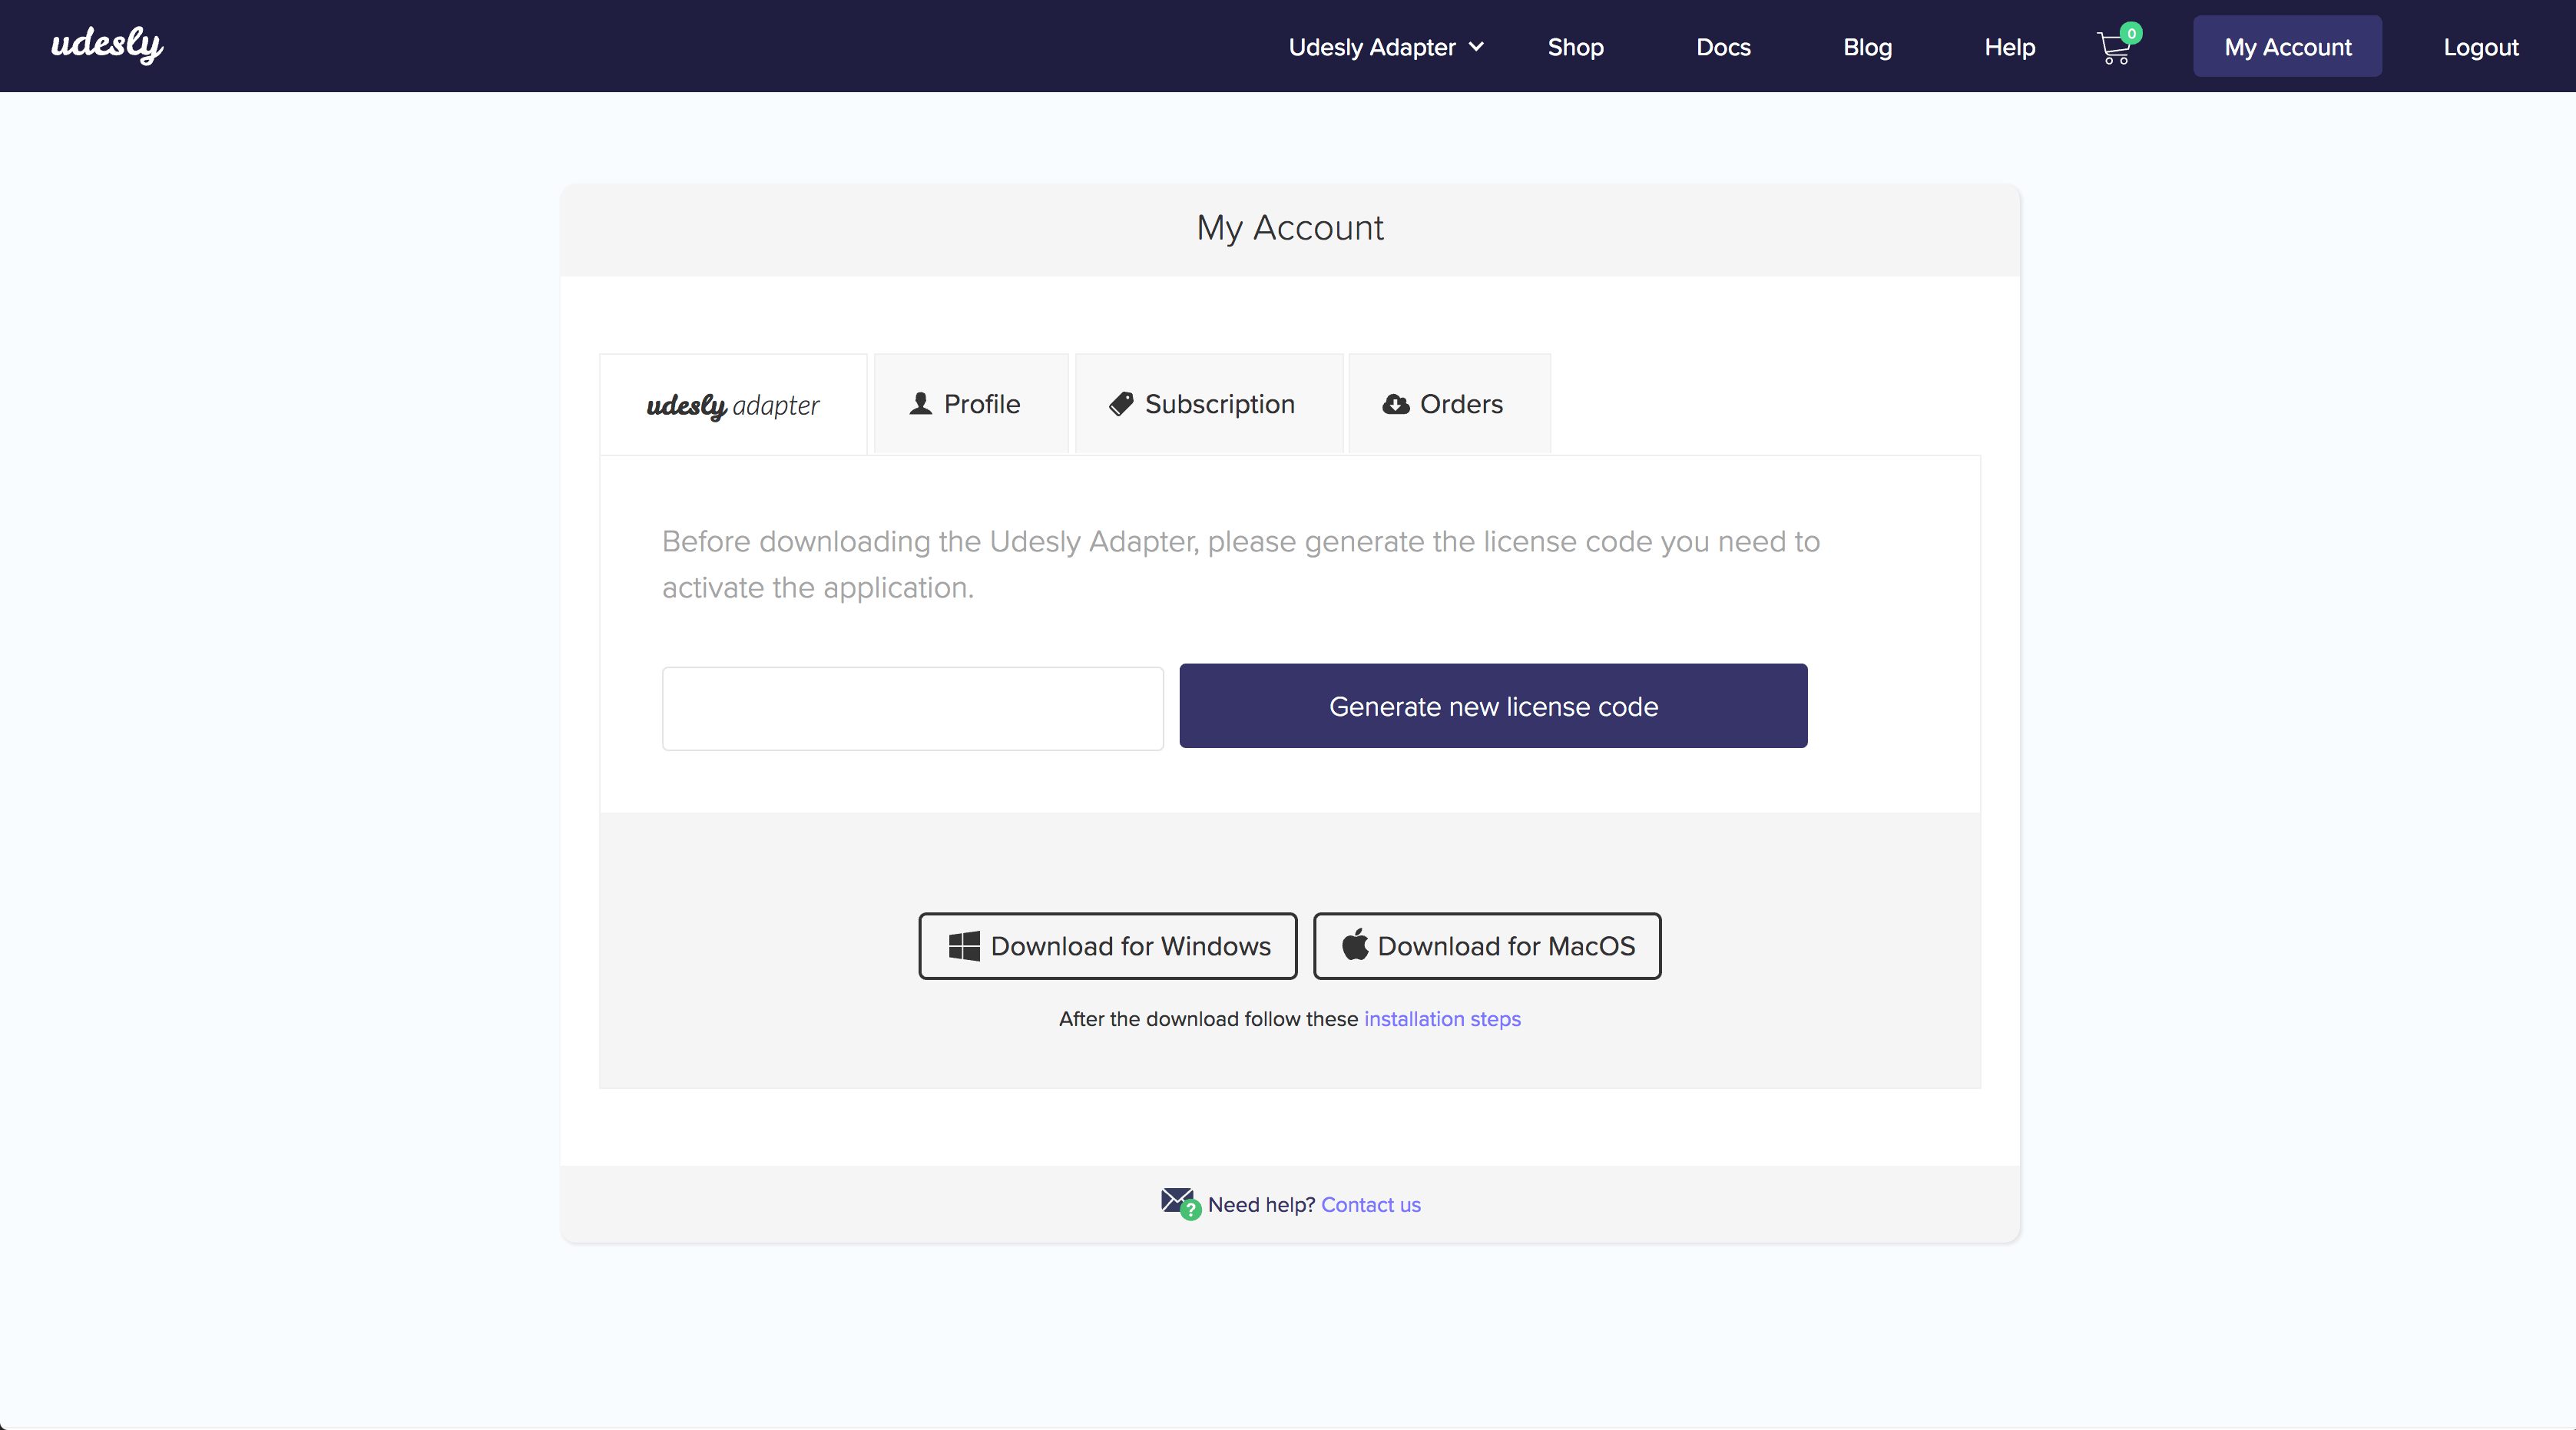 udesly
Udesly Adapter
Shop
Docs
Blog
Help
0
My Account
Logout
My Account
udesly adapter
Profile
Subscription
Orders
Before downloading the Udesly Adapter, please generate the license code you need to
activate the application.
Generate new license code
Download for Windows
Download for MacOS
After the download follow these installation steps
? Need help? Contact us